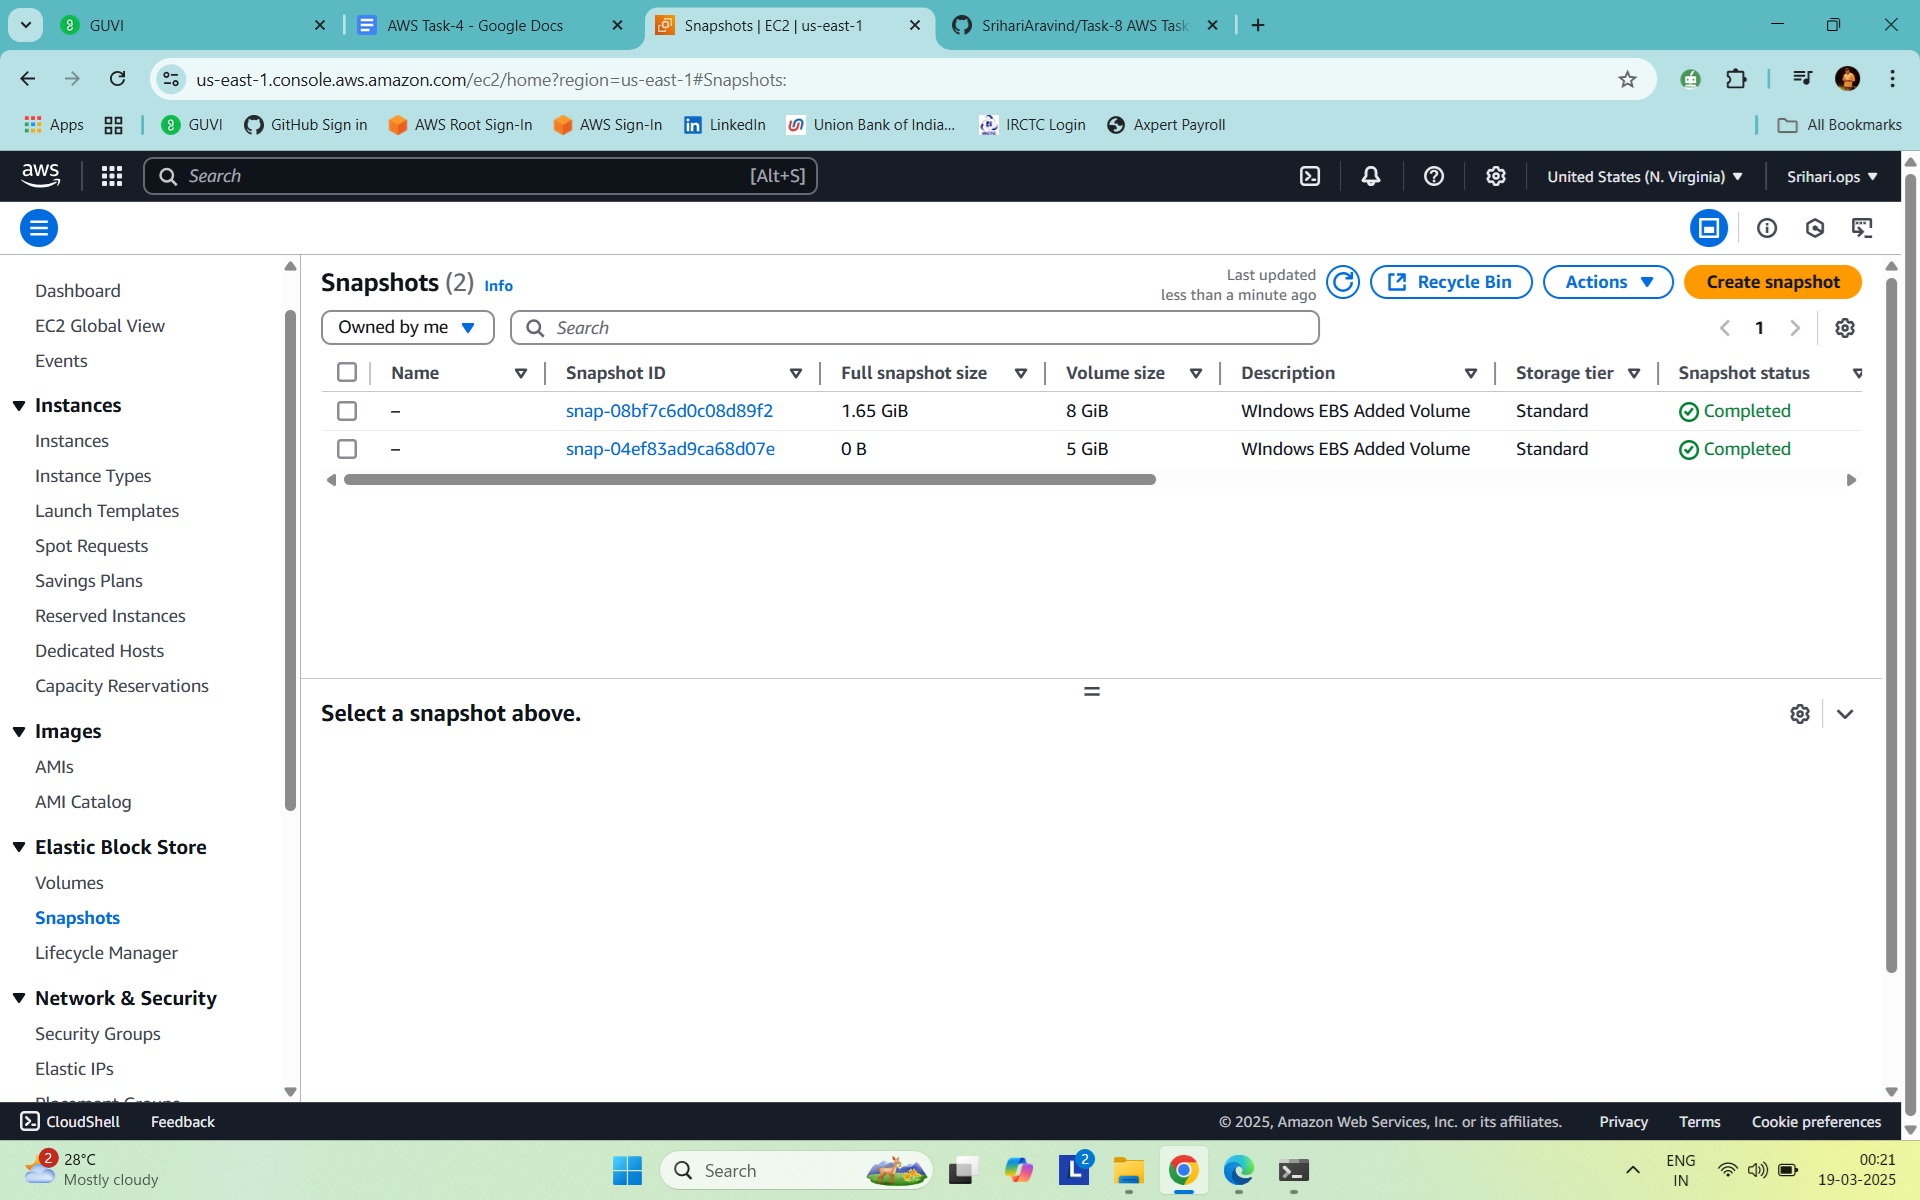 GUVI
AWS Task-4 - Google Docs
Snapshots | EC2 | us-east-1
SrihariAravind/Task-8 AWS Task
us-east-1.console.aws.amazon.com/ec2/home?region=us-east-1#Snapshots:
Apps
GUVI
GitHub Sign in
AWS Root Sign-In
AWS Sign-In
LinkedIn
Union Bank of India...
IRCTC Login
Axpert Payroll
All Bookmarks
aws
Search
[Alt+S]
United States (N. Virginia)
Srihari.ops
Dashboard
EC2 Global View
Events
Instances
Instances
Instance Types
Launch Templates
Spot Requests
Savings Plans
Reserved Instances
Dedicated Hosts
Capacity Reservations
Images
AMIs
AMI Catalog
Elastic Block Store
Volumes
Snapshots
Lifecycle Manager
Network & Security
Security Groups
Elastic IPs
Placement Groups
Snapshots (2) Info
Last updated
less than a minute ago
Recycle Bin
Actions
Create snapshot
Owned by me
Search
1
Name Snapshot ID Full snapshot size Volume size Description Storage tier Snapshot status
– snap-08bf7c6d0c08d89f2 1.65 GiB 8 GiB WIndows EBS Added Volume Standard Completed
– snap-04ef83ad9ca68d07e 0 B 5 GiB WIndows EBS Added Volume Standard Completed
Select a snapshot above.
CloudShell
Feedback
© 2025, Amazon Web Services, Inc. or its affiliates.
Privacy
Terms
Cookie preferences
2
28°C
Mostly cloudy
Search
L
2
ENG
IN
00:21
19-03-2025